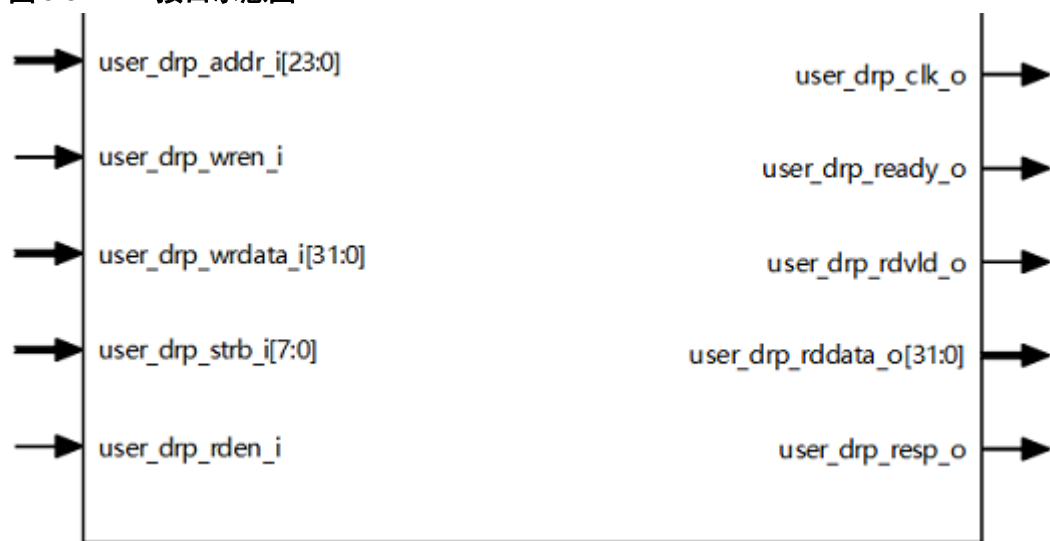 user_drp_addr_i[23:0]
user_drp_wren_i
user_drp_wrdata_i[31:0]
user_drp_strb_i[7:0]
user_drp_rden_i
user_drp_clk_o
user_drp_ready_o
user_drp_rdvld_o
user_drp_rddata_o[31:0]
user_drp_resp_o